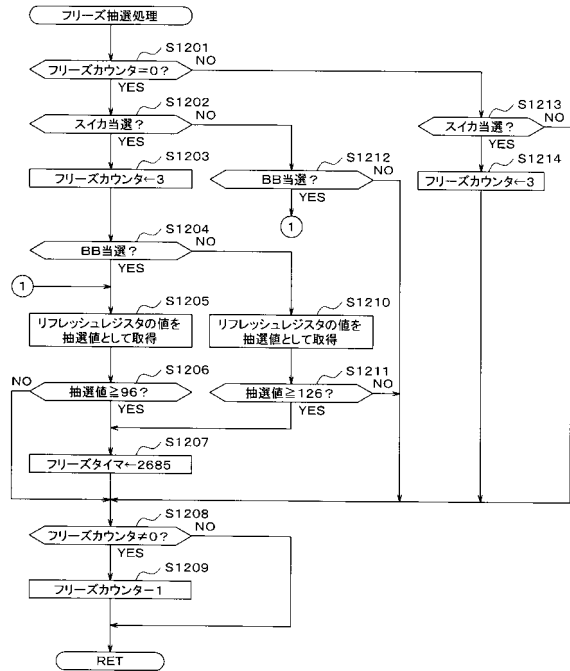 フリーズ抽選処理
S1201
フリーズカウンタ=0?
NO
YES
S1202
スイカ当選?
NO
YES
S1213
スイカ当選?
NO
YES
S1203
フリーズカウンタ←3
S1212
BB当選?
NO
YES
1
S1214
フリーズカウンタ←3
S1204
BB当選?
NO
YES
1
S1205
リフレッシュレジスタの値を
抽選値として取得
S1210
リフレッシュレジスタの値を
抽選値として取得
S1206
NO
抽選値≧96?
YES
S1211
抽選値≧126?
NO
YES
S1207
フリーズタイマ←2685
S1208
フリーズカウンタ≠0?
NO
YES
S1209
フリーズカウンター1
RET